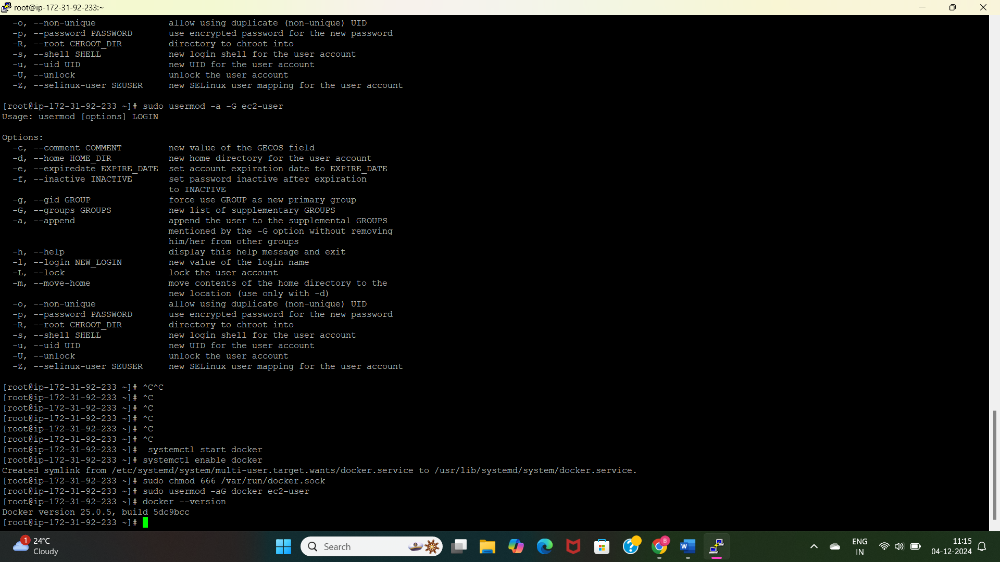 root@ip-172-31-92-233:~
-o, --non-unique allow using duplicate (non-unique) UID
-p, --password PASSWORD use encrypted password for the new password
-R, --root CHROOT_DIR directory to chroot into
-s, --shell SHELL new login shell for the user account
-u, --uid UID new UID for the user account
-U, --unlock unlock the user account
-Z, --selinux-user SEUSER new SELinux user mapping for the user account
[root@ip-172-31-92-233 ~]# sudo usermod -a -G ec2-user
Usage: usermod [options] LOGIN
Options:
-c, --comment COMMENT new value of the GECOS field
-d, --home HOME_DIR new home directory for the user account
-e, --expiredate EXPIRE_DATE set account expiration date to EXPIRE_DATE
-f, --inactive INACTIVE set password inactive after expiration
to INACTIVE
-g, --gid GROUP force use GROUP as new primary group
-G, --groups GROUPS new list of supplementary GROUPS
-a, --append append the user to the supplemental GROUPS
mentioned by the -G option without removing
him/her from other groups
-h, --help display this help message and exit
-l, --login NEW_LOGIN new value of the login name
-L, --lock lock the user account
-m, --move-home move contents of the home directory to the
new location (use only with -d)
-o, --non-unique allow using duplicate (non-unique) UID
-p, --password PASSWORD use encrypted password for the new password
-R, --root CHROOT_DIR directory to chroot into
-s, --shell SHELL new login shell for the user account
-u, --uid UID new UID for the user account
-U, --unlock unlock the user account
-Z, --selinux-user SEUSER new SELinux user mapping for the user account
[root@ip-172-31-92-233 ~]# ^C^C
[root@ip-172-31-92-233 ~]# ^C
[root@ip-172-31-92-233 ~]# ^C
[root@ip-172-31-92-233 ~]# ^C
[root@ip-172-31-92-233 ~]# ^C
[root@ip-172-31-92-233 ~]# ^C
[root@ip-172-31-92-233 ~]#  systemctl start docker
[root@ip-172-31-92-233 ~]# systemctl enable docker
Created symlink from /etc/systemd/system/multi-user.target.wants/docker.service to /usr/lib/systemd/system/docker.service.
[root@ip-172-31-92-233 ~]# sudo chmod 666 /var/run/docker.sock
[root@ip-172-31-92-233 ~]# sudo usermod -aG docker ec2-user
[root@ip-172-31-92-233 ~]# docker --version
Docker version 25.0.5, build 5dc9bcc
[root@ip-172-31-92-233 ~]#
1
24°C
Cloudy
Search
B
W
ENG
IN
11:15
04-12-2024